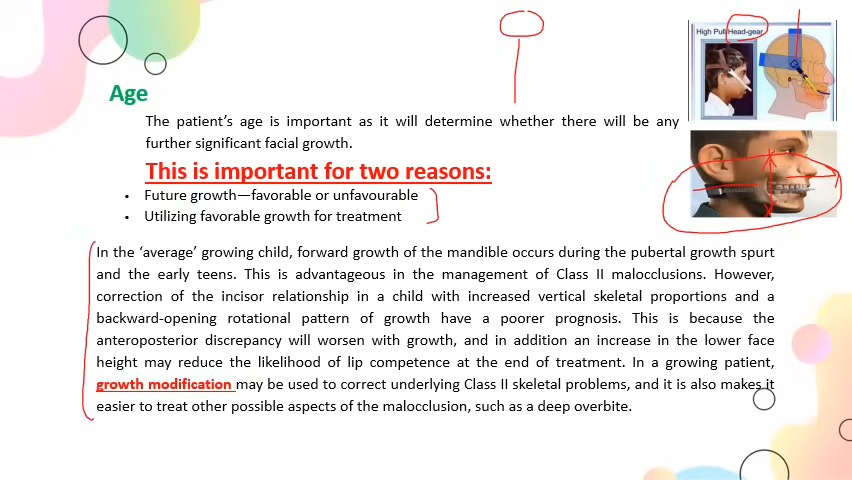 High Pull Head-gear
Age
The patient's age is important as it will determine whether there will be any
further significant facial growth.
This is important for two reasons:
• Future growth—favorable or unfavourable
• Utilizing favorable growth for treatment
In the 'average' growing child, forward growth of the mandible occurs during the pubertal growth spurt
and the early teens. This is advantageous in the management of Class II malocclusions. However,
correction of the incisor relationship in a child with increased vertical skeletal proportions and a
backward-opening rotational pattern of growth have a poorer prognosis. This is because the
anteroposterior discrepancy will worsen with growth, and in addition an increase in the lower face
height may reduce the likelihood of lip competence at the end of treatment. In a growing patient,
growth modification may be used to correct underlying Class II skeletal problems, and it is also makes it
easier to treat other possible aspects of the malocclusion, such as a deep overbite.